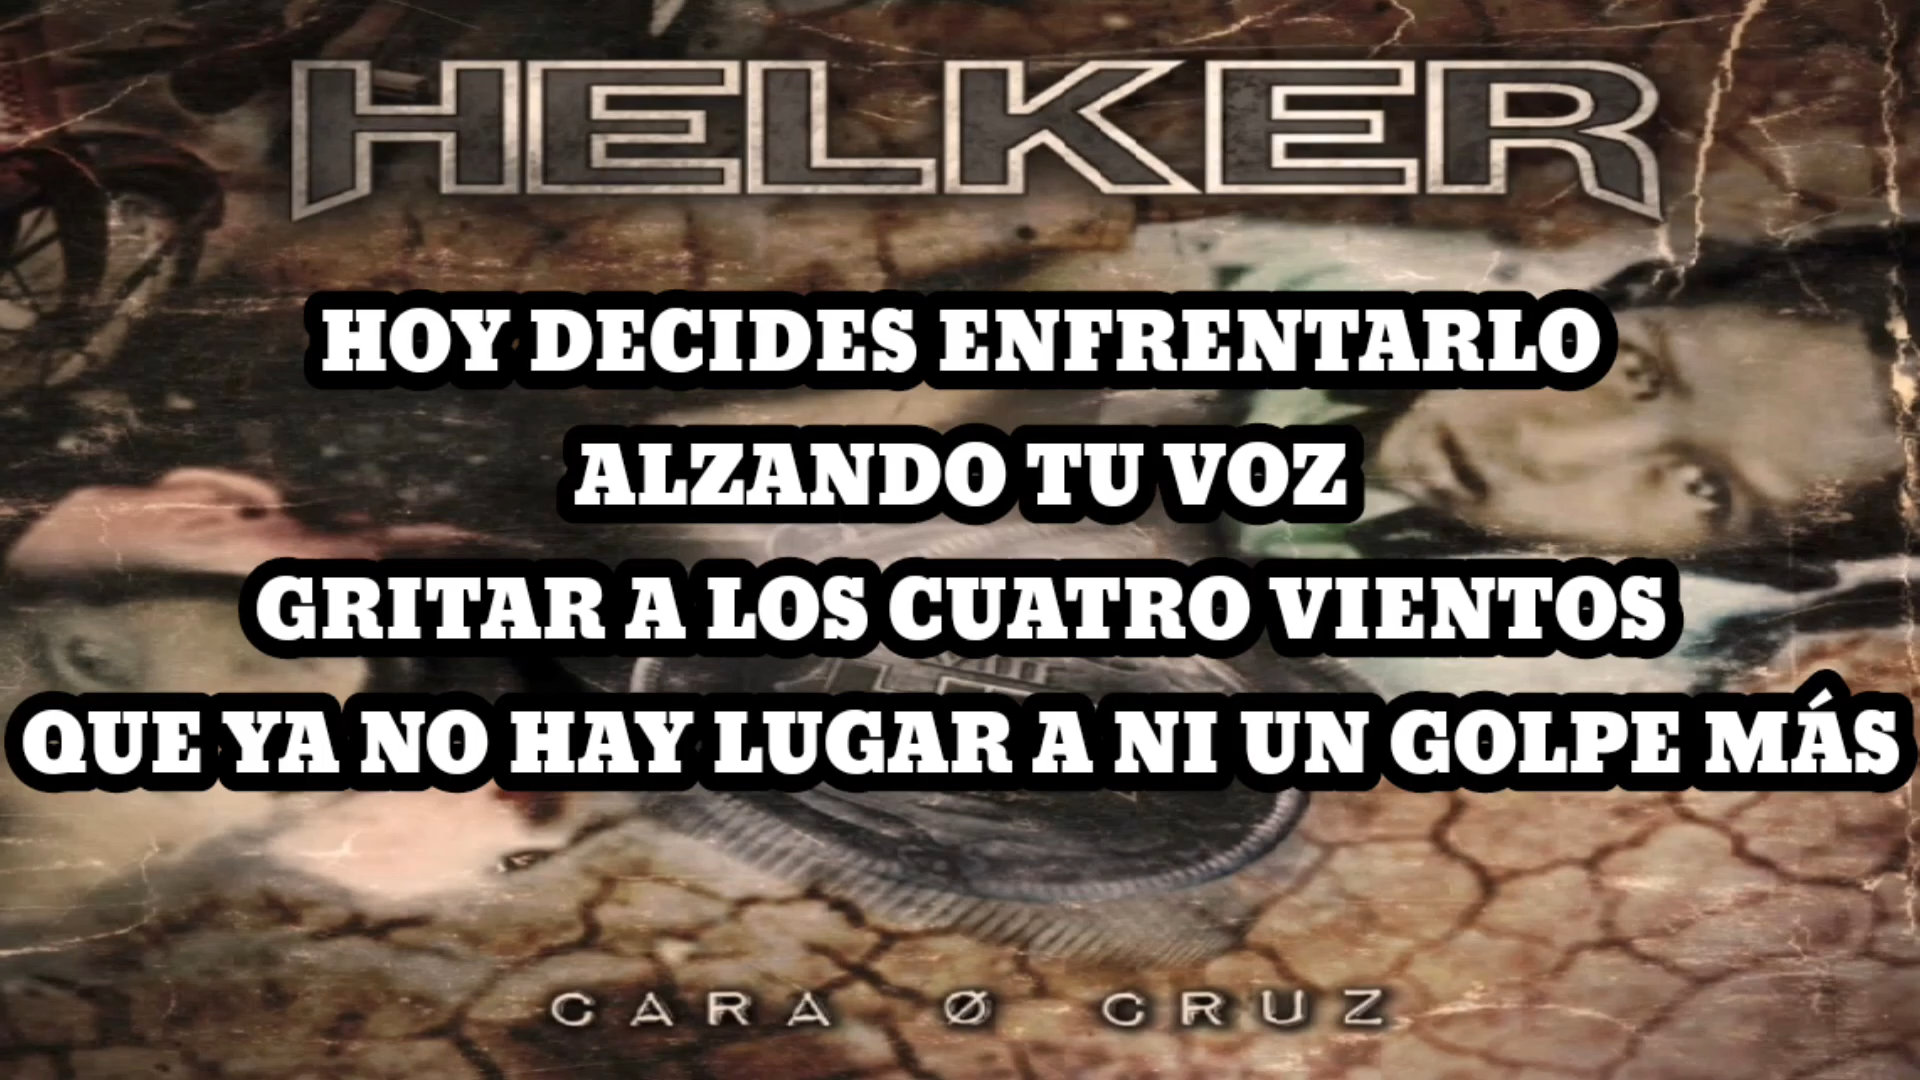 HELKER
HOY DECIDES ENFRENTARLO
ALZANDO TU VOZ
GRITAR A LOS CUATRO VIENTOS
QUE YA NO HAY LUGAR A NI UN GOLPE MÁS
CARA Ø CRUZ